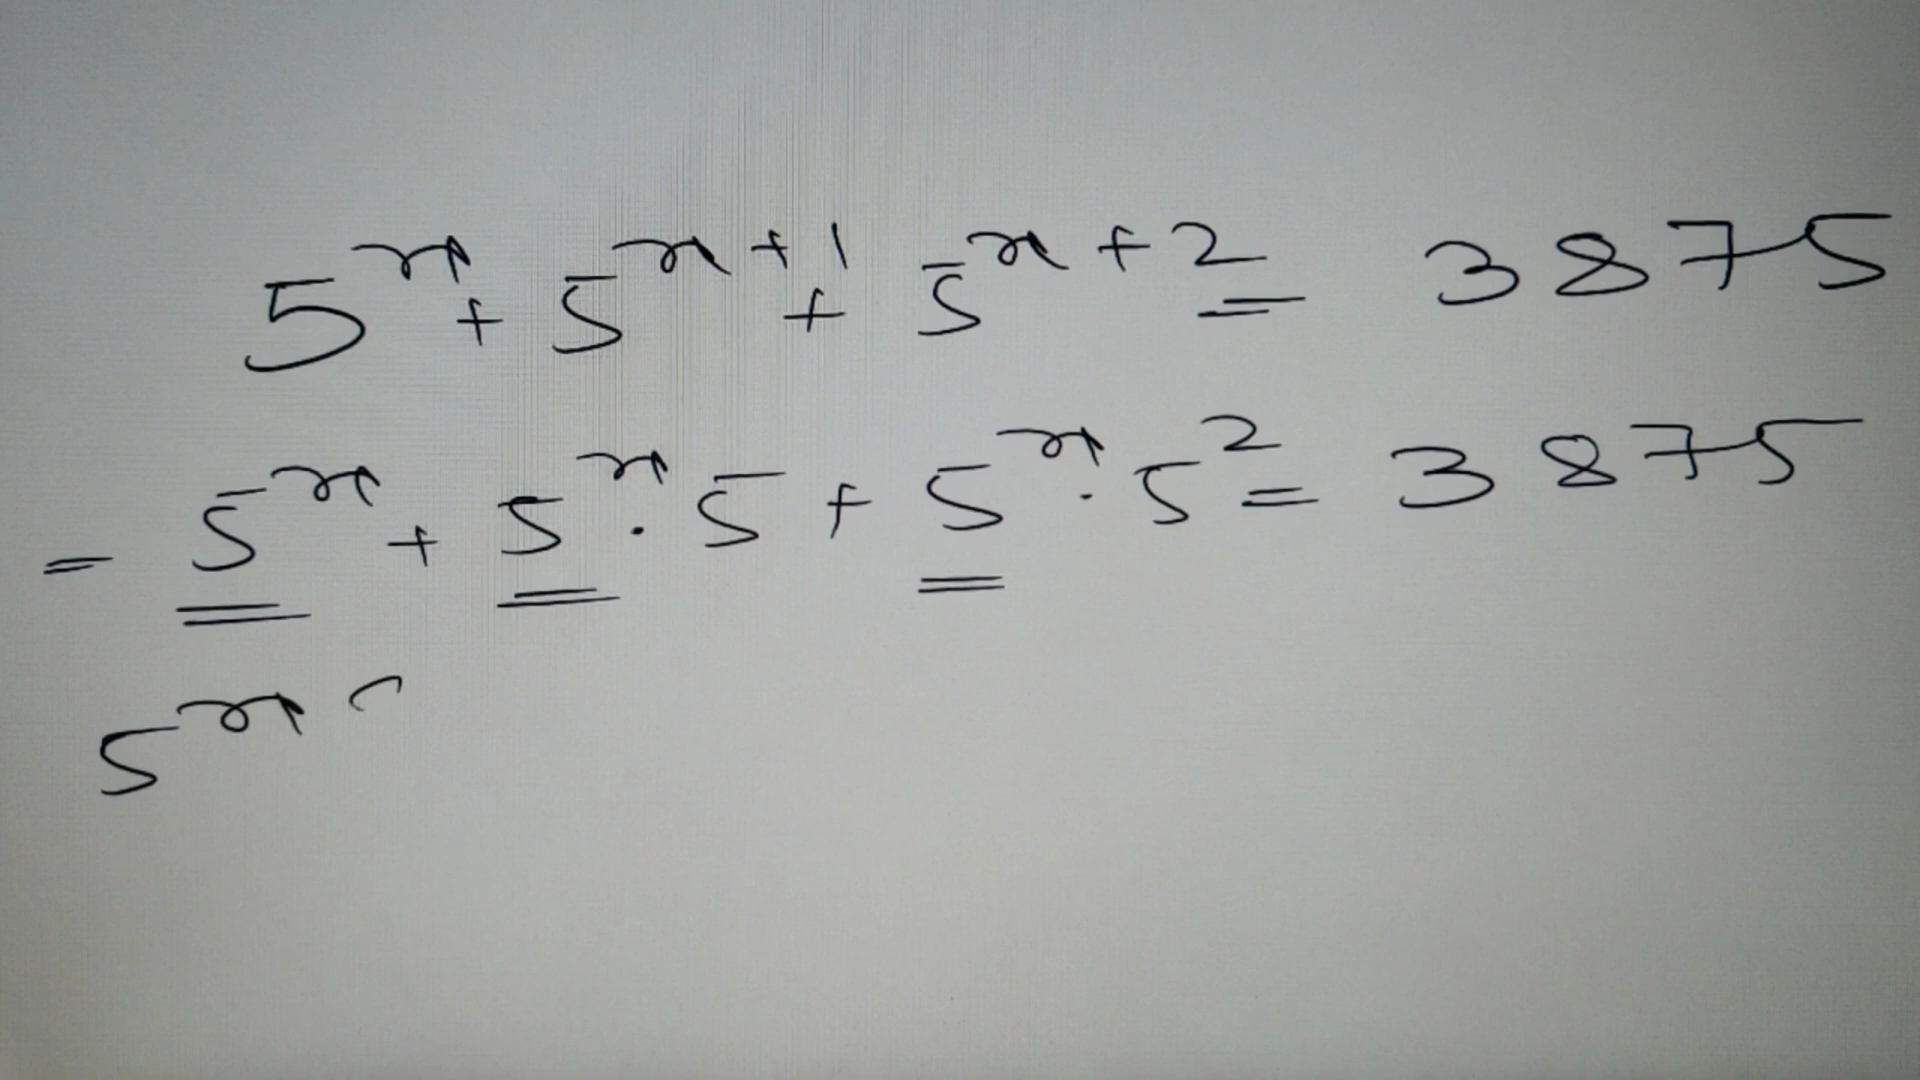 5^x + 5^{x+1} + 5^{x+2} = 3875
= 5^x + 5^x · 5 + 5^x · 5^2 = 3875
5^x (